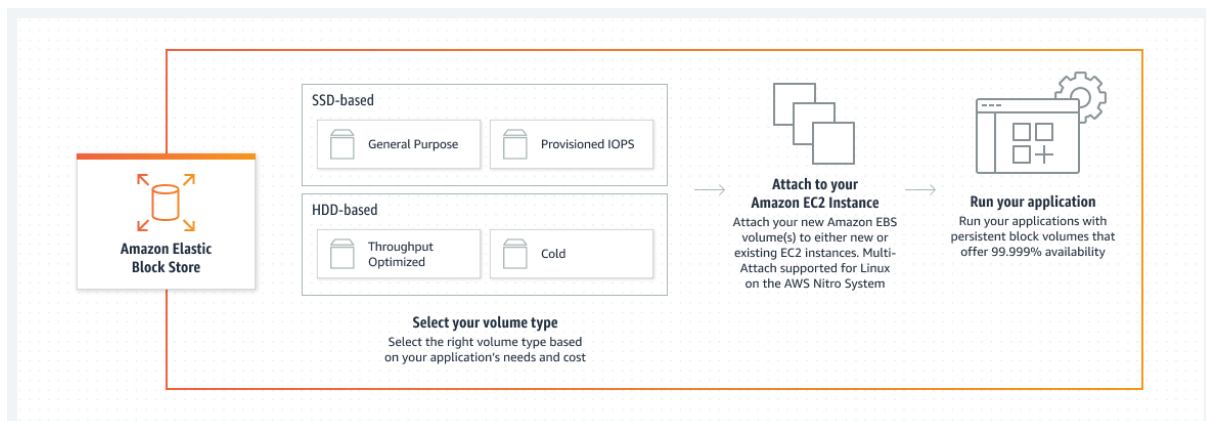 Amazon Elastic
Block Store
SSD-based
General Purpose
Provisioned IOPS
HDD-based
Throughput
Optimized
Cold
Select your volume type
Select the right volume type based
on your application's needs and cost
Attach to your
Amazon EC2 Instance
Attach your new Amazon EBS
volume(s) to either new or
existing EC2 instances. Multi-
Attach supported for Linux
on the AWS Nitro System
Run your application
Run your applications with
persistent block volumes that
offer 99.999% availability